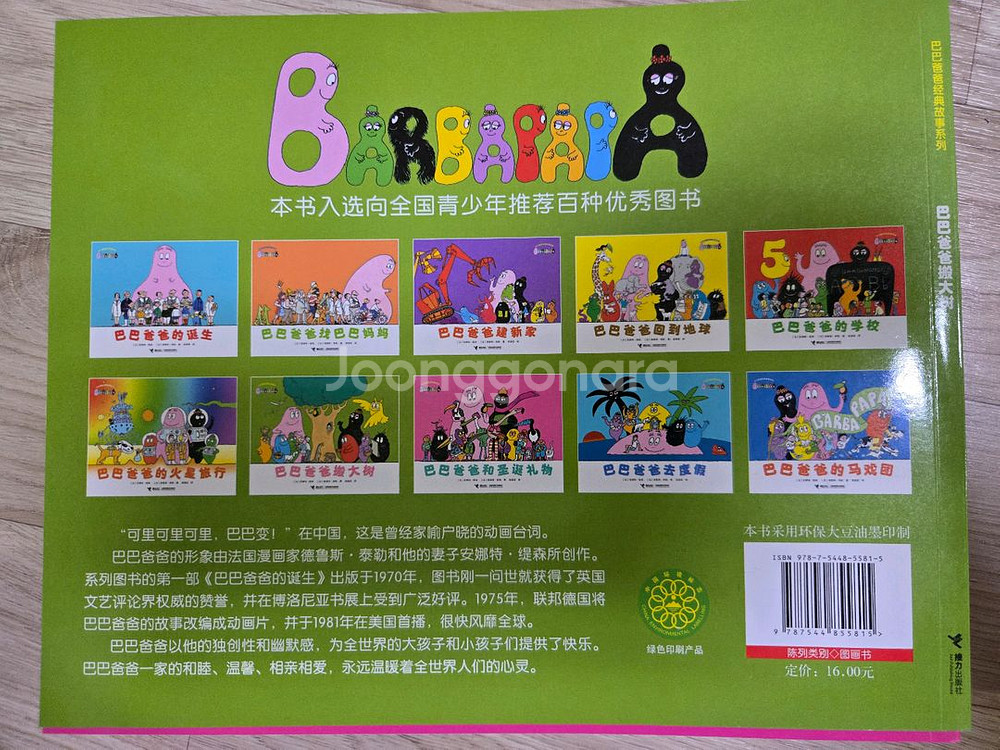 BARBAPAPA
本书入选向全国青少年推荐百种优秀图书
巴巴爸爸的诞生
巴巴爸爸找巴巴妈妈
巴巴爸爸建新家
巴巴爸爸回到地球
5
巴巴爸爸的学校
Joonggonara
巴巴爸爸的火星旅行
巴巴爸爸搬大树
巴巴爸爸和圣诞礼物
巴巴爸爸去度假
BARBA PAPA
巴巴爸爸的马戏团
“可里可里可里，巴巴变！”在中国，这是曾经家喻户晓的动画台词。
巴巴爸爸的形象由法国漫画家德鲁斯·泰勒和他的妻子安娜特·缇森所创作。
系列图书的第一部《巴巴爸爸的诞生》出版于1970年，图书刚一问世就获得了英国
文艺评论界权威的赞誉，并在博洛尼亚书展上受到广泛好评。1975年，联邦德国将
巴巴爸爸的故事改编成动画片，并于1981年在美国首播，很快风靡全球。
巴巴爸爸以他的独创性和幽默感，为全世界的大孩子和小孩子们提供了快乐。
巴巴爸爸一家的和睦、温馨、相亲相爱，永远温暖着全世界人们的心灵。
中国环境标志
CHINA ENVIRONMENTAL LABELLING
绿色印刷产品
本书采用环保大豆油墨印制
ISBN 978-7-5448-5581-5
9 787544 855815 >
陈列类别◇图画书
定价：16.00元
巴巴爸爸经典故事系列
巴巴爸爸搬大树
接力出版社